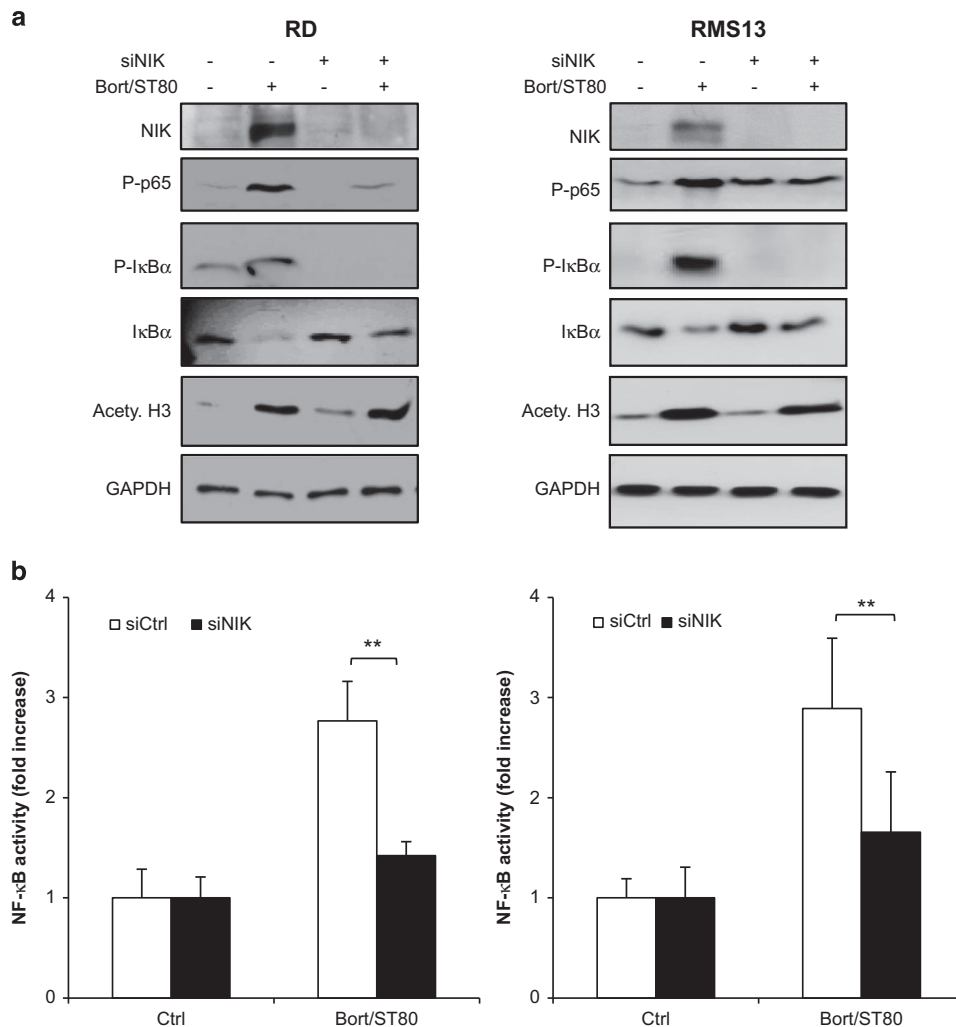 a
RD
siNIK - - + +
Bort/ST80 - + - +
NIK
P-p65
P-IκBα
IκBα
Acety. H3
GAPDH
RMS13
siNIK - - + +
Bort/ST80 - + - +
NIK
P-p65
P-IκBα
IκBα
Acety. H3
GAPDH
b
NF-κB activity (fold increase)
4
3
2
1
0
siCtrl siNIK
**
Ctrl Bort/ST80
NF-κB activity (fold increase)
4
3
2
1
0
siCtrl siNIK
**
Ctrl Bort/ST80